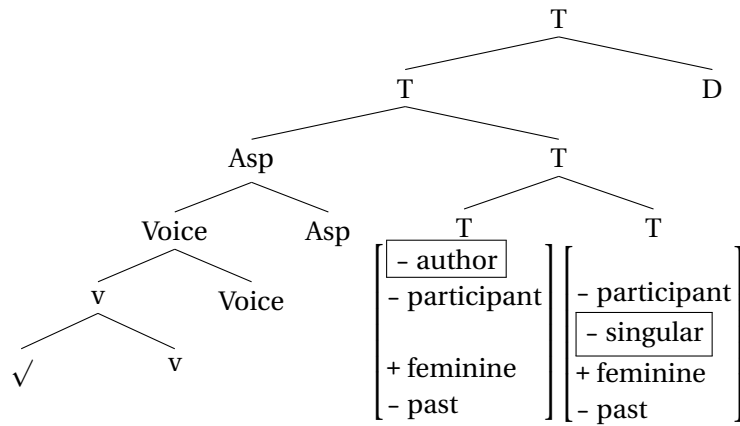 T
T D
Asp T
Voice Asp T T
v Voice
√ v
– author
– participant
+ feminine
– past
– participant
– singular
+ feminine
– past